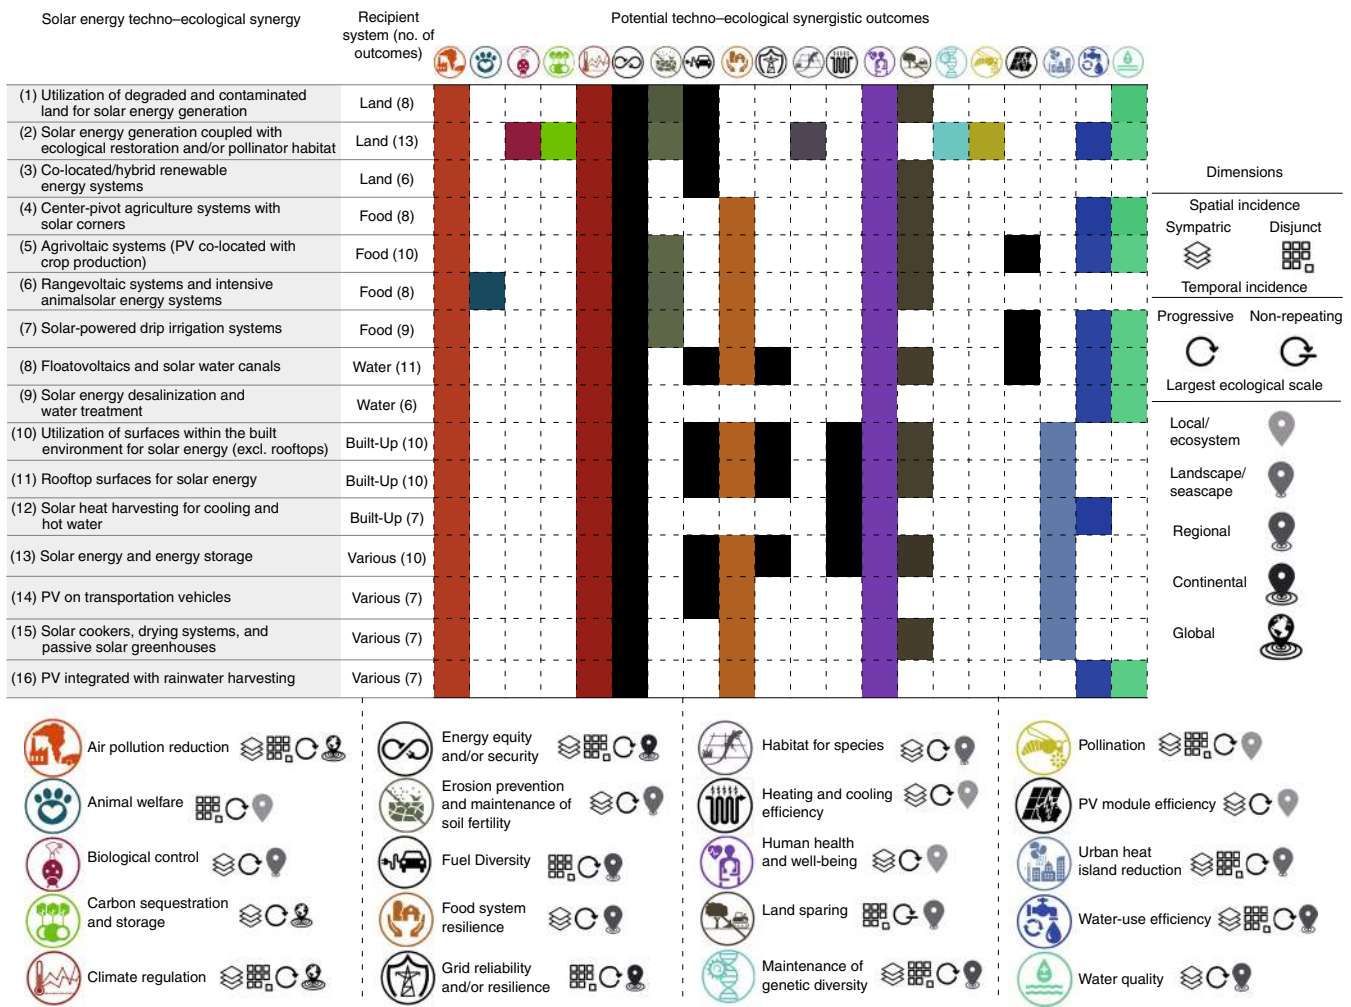 Solar energy techno–ecological synergy
Recipient
system (no. of
outcomes)
Potential techno–ecological synergistic outcomes
(1) Utilization of degraded and contaminated
land for solar energy generation
Land (8)
(2) Solar energy generation coupled with
ecological restoration and/or pollinator habitat
Land (13)
(3) Co-located/hybrid renewable
energy systems
Land (6)
(4) Center-pivot agriculture systems with
solar corners
Food (8)
(5) Agrivoltaic systems (PV co-located with
crop production)
Food (10)
(6) Rangevoltaic systems and intensive
animalsolar energy systems
Food (8)
(7) Solar-powered drip irrigation systems
Food (9)
(8) Floatovoltaics and solar water canals
Water (11)
(9) Solar energy desalinization and
water treatment
Water (6)
(10) Utilization of surfaces within the built
environment for solar energy (excl. rooftops)
Built-Up (10)
(11) Rooftop surfaces for solar energy
Built-Up (10)
(12) Solar heat harvesting for cooling and
hot water
Built-Up (7)
(13) Solar energy and energy storage
Various (10)
(14) PV on transportation vehicles
Various (7)
(15) Solar cookers, drying systems, and
passive solar greenhouses
Various (7)
(16) PV integrated with rainwater harvesting
Various (7)
Dimensions
Spatial incidence
Sympatric Disjunct
Temporal incidence
Progressive Non-repeating
Largest ecological scale
Local/
ecosystem
Landscape/
seascape
Regional
Continental
Global
Air pollution reduction
Animal welfare
Biological control
Carbon sequestration
and storage
Climate regulation
Energy equity
and/or security
Erosion prevention
and maintenance of
soil fertility
Fuel Diversity
Food system
resilience
Grid reliability
and/or resilience
Habitat for species
Heating and cooling
efficiency
Human health
and well-being
Land sparing
Maintenance of
genetic diversity
Pollination
PV module efficiency
Urban heat
island reduction
Water-use efficiency
Water quality